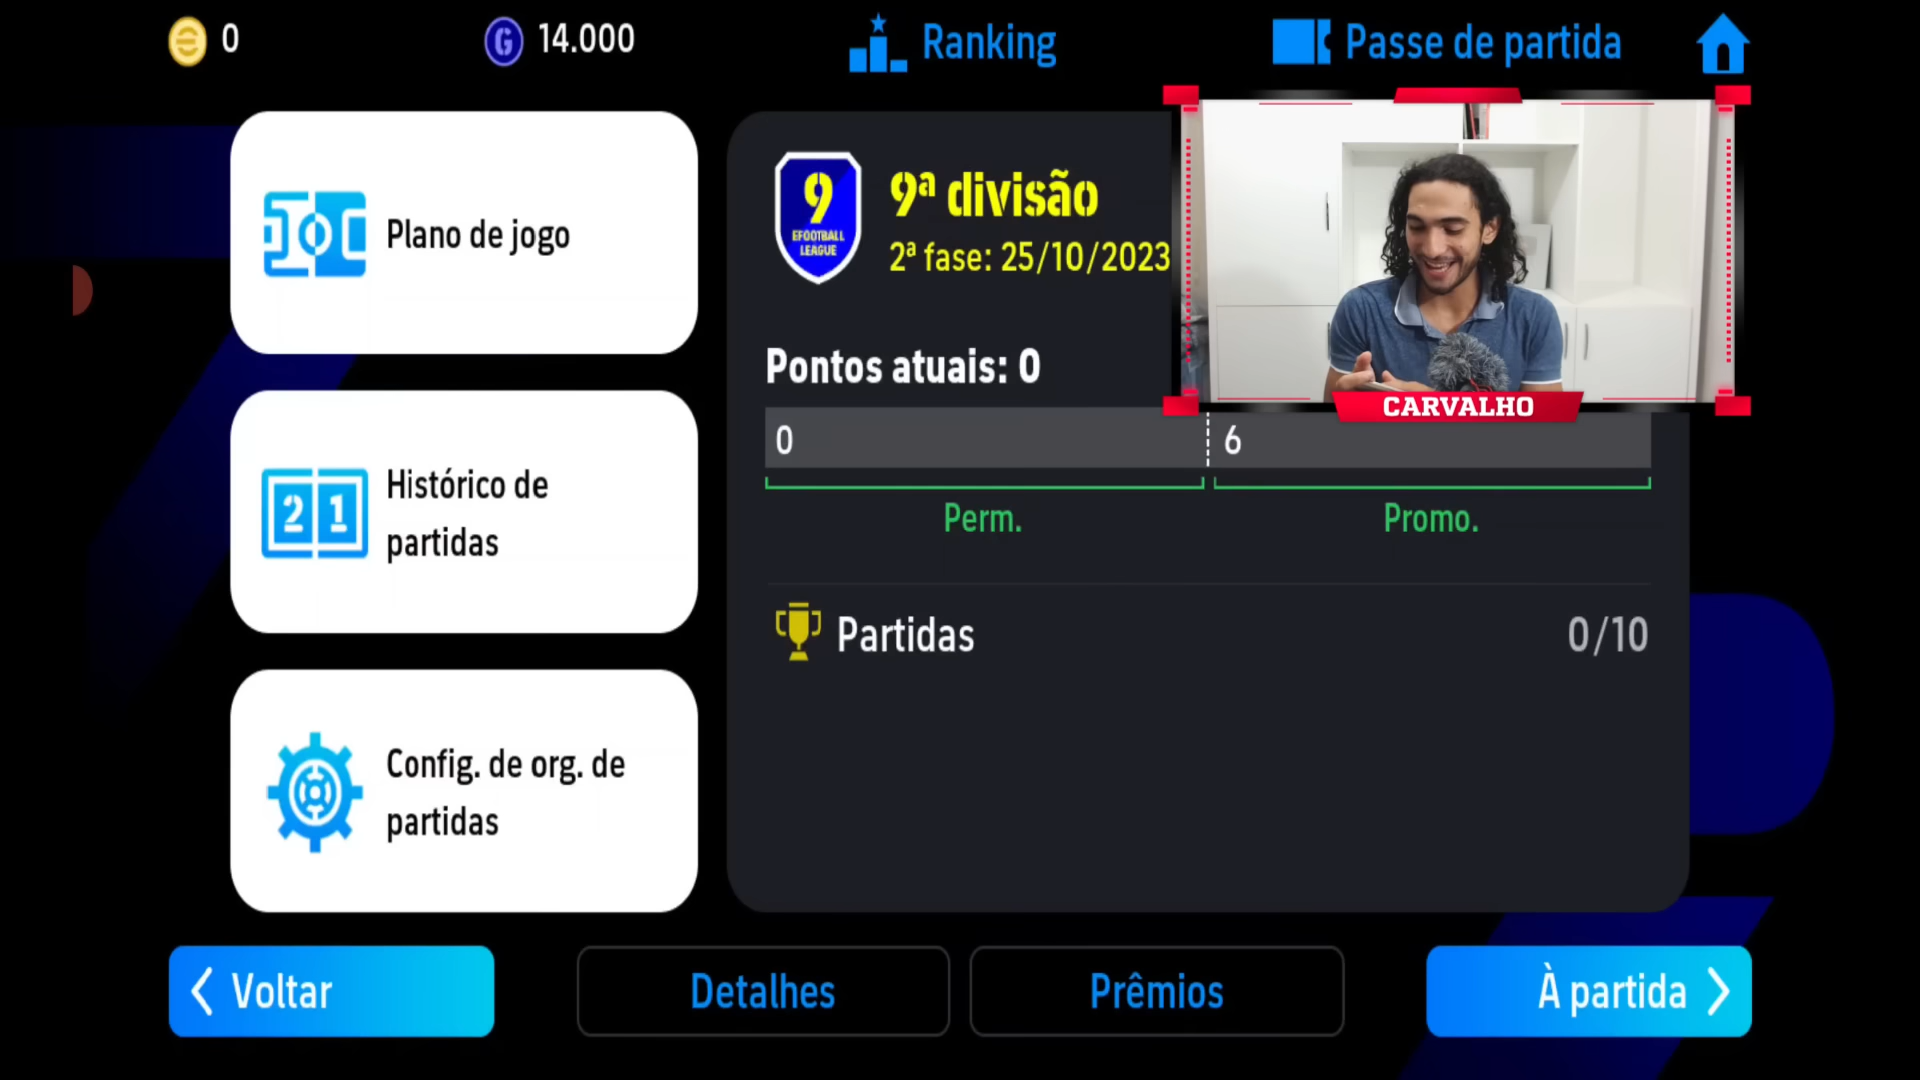 0
G
14.000
Ranking
Passe de partida
Plano de jogo
Histórico de
partidas
2 1
Config. de org. de
partidas
9
EFOOTBALL
LEAGUE
9ª divisão
2ª fase: 25/10/2023
CARVALHO
Pontos atuais: 0
0
6
Perm.
Promo.
Partidas
0/10
Voltar
Detalhes
Prêmios
À partida